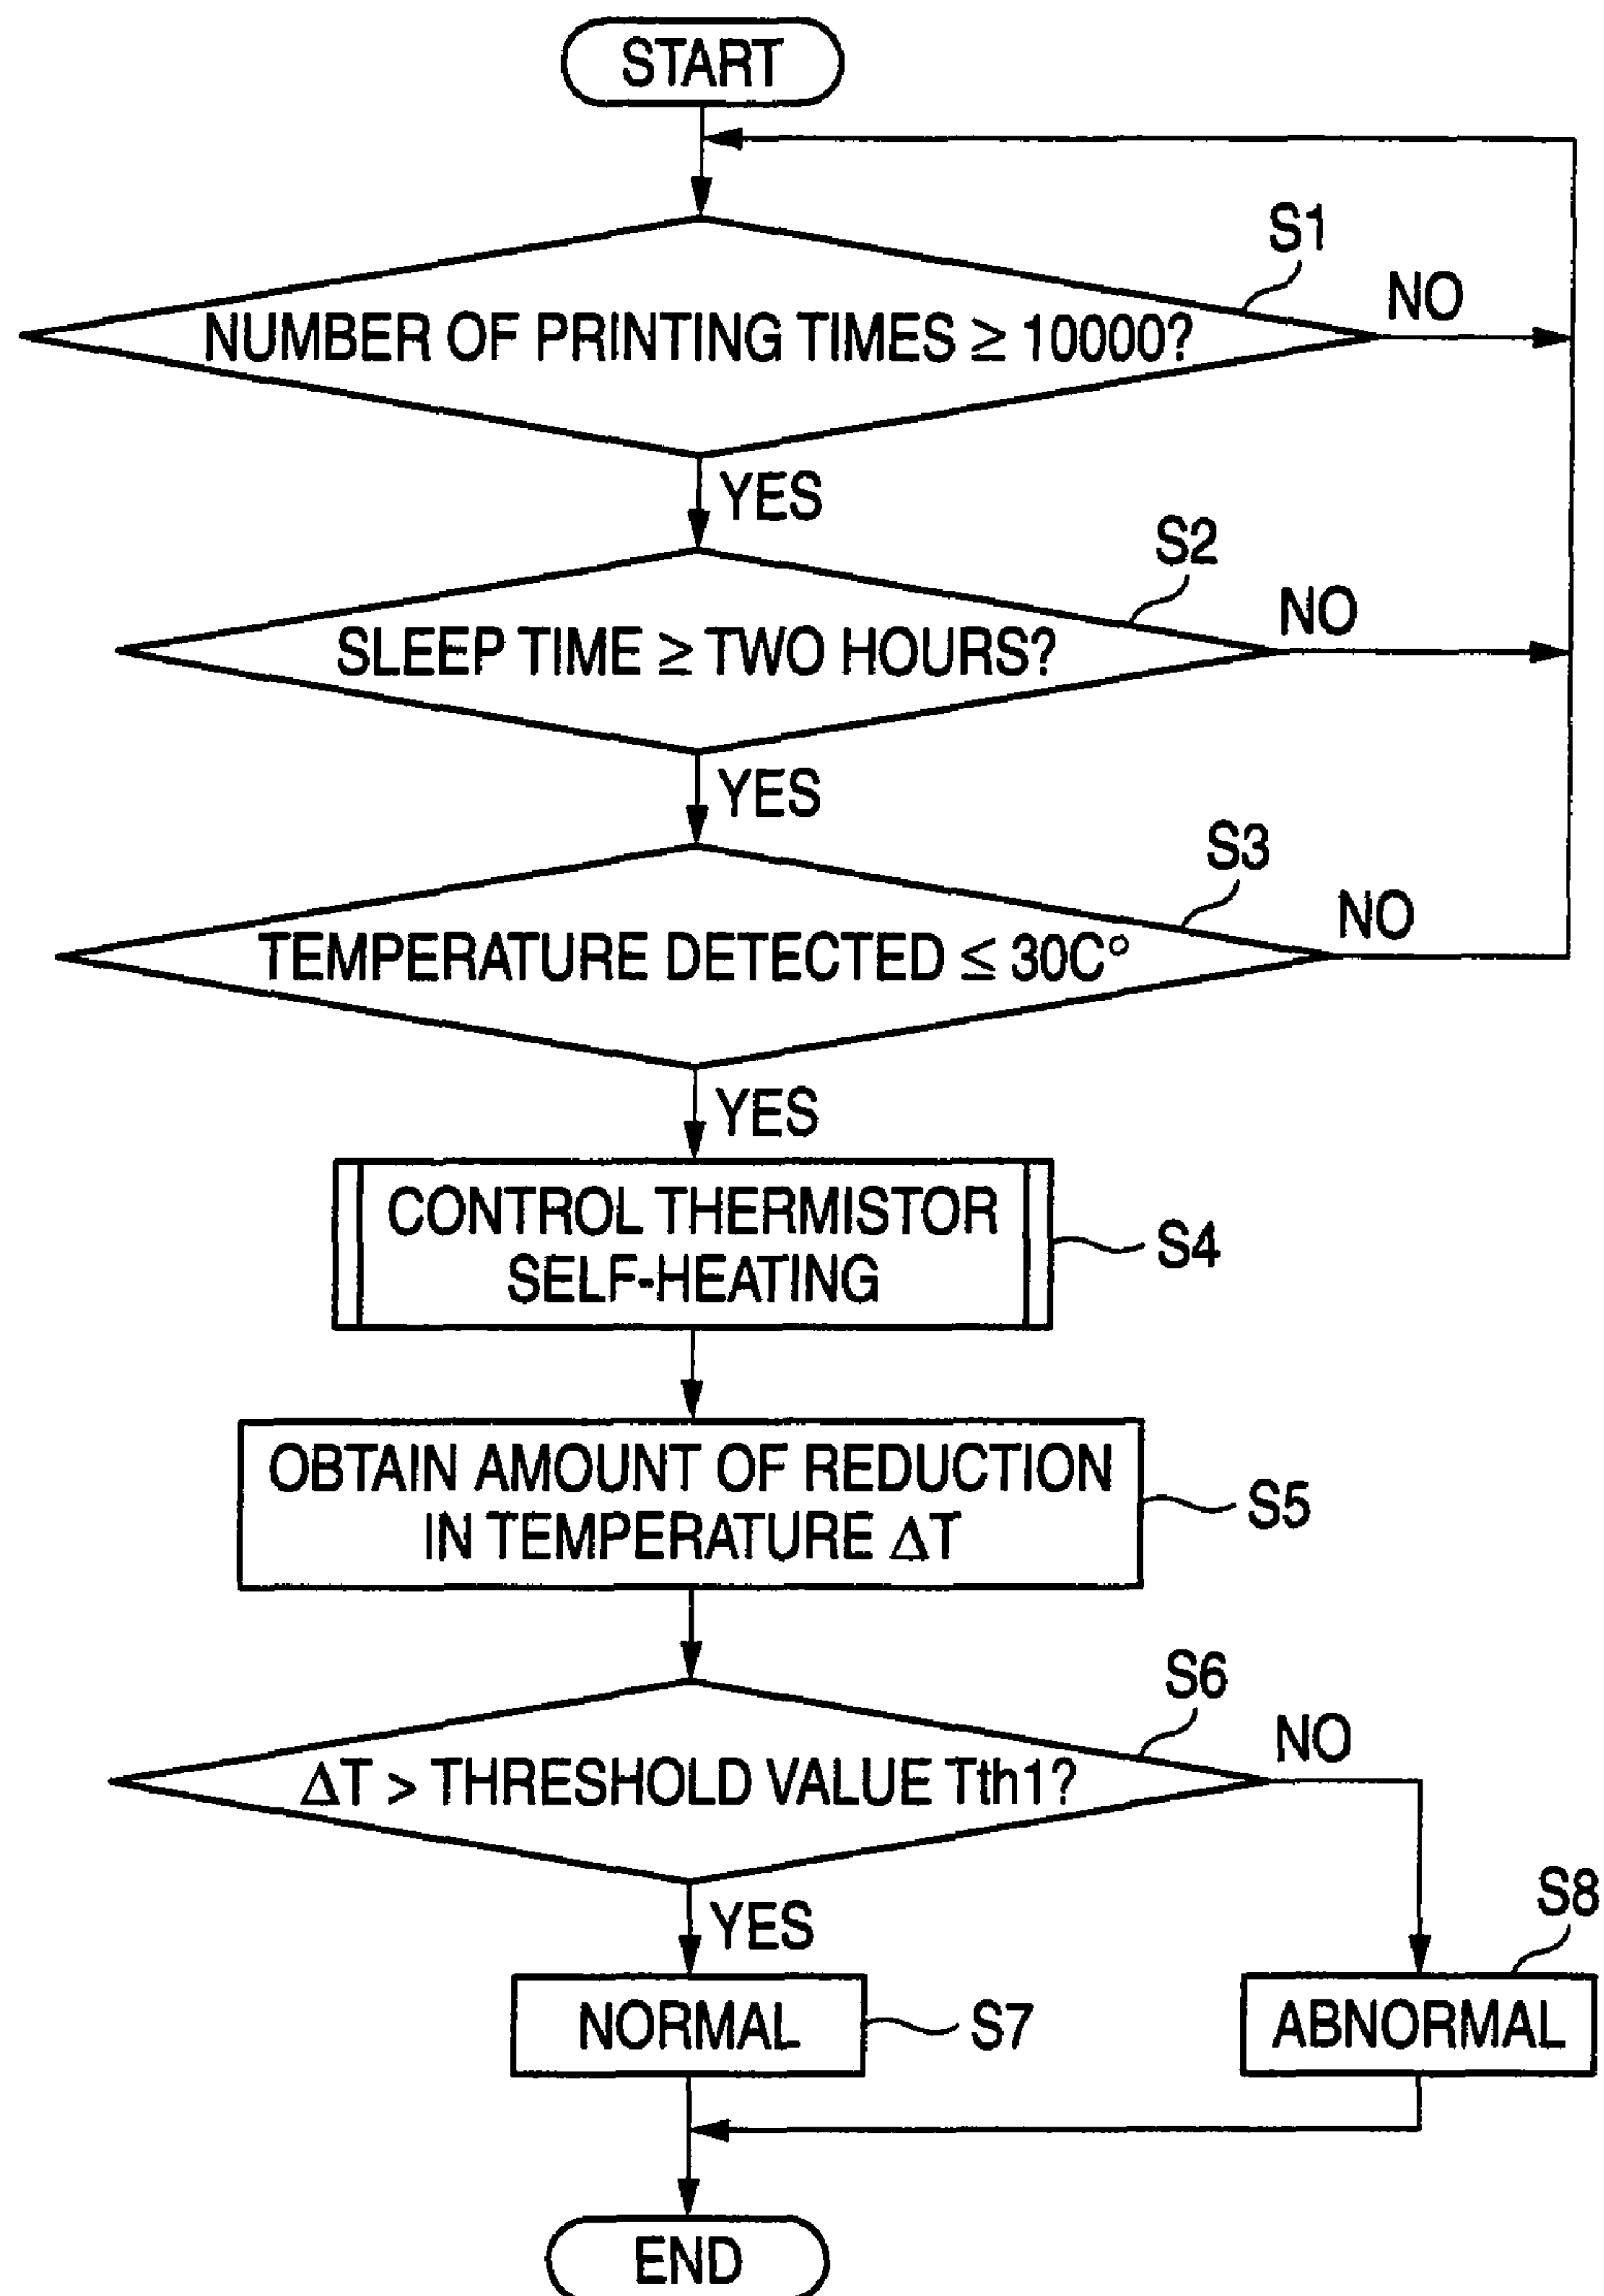 START
S1
NUMBER OF PRINTING TIMES ≥ 10000?
NO
YES
S2
SLEEP TIME ≥ TWO HOURS?
NO
YES
S3
TEMPERATURE DETECTED ≤ 30C°
NO
YES
CONTROL THERMISTOR
SELF-HEATING
S4
OBTAIN AMOUNT OF REDUCTION
IN TEMPERATURE ΔT
S5
S6
ΔT > THRESHOLD VALUE Tth1?
NO
YES
NORMAL
S7
S8
ABNORMAL
END